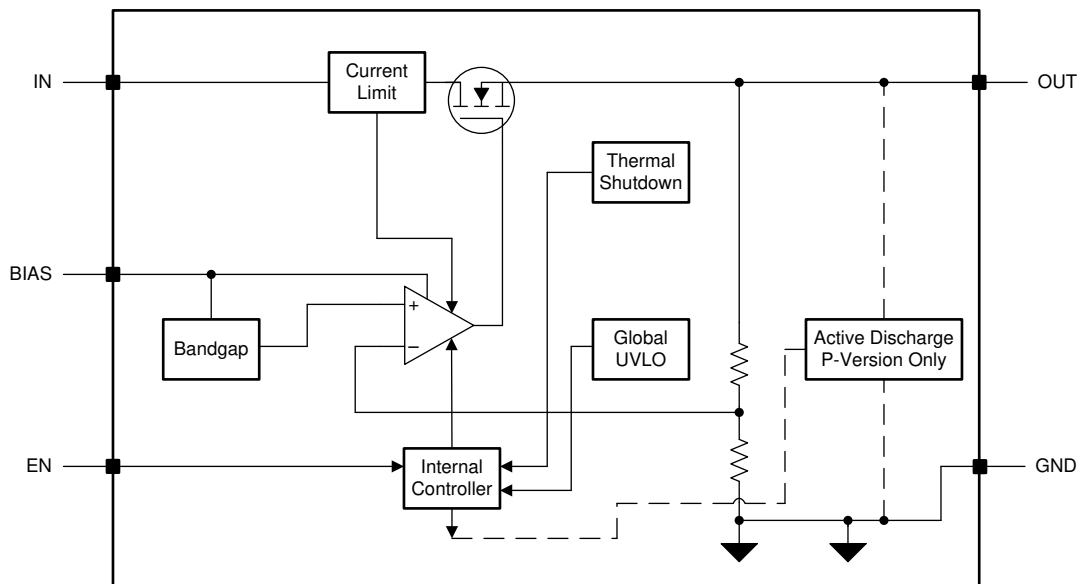 IN
Current
Limit
OUT
Thermal
Shutdown
BIAS
+
Bandgap
−
Global
UVLO
Active Discharge
P-Version Only
EN
Internal
Controller
GND